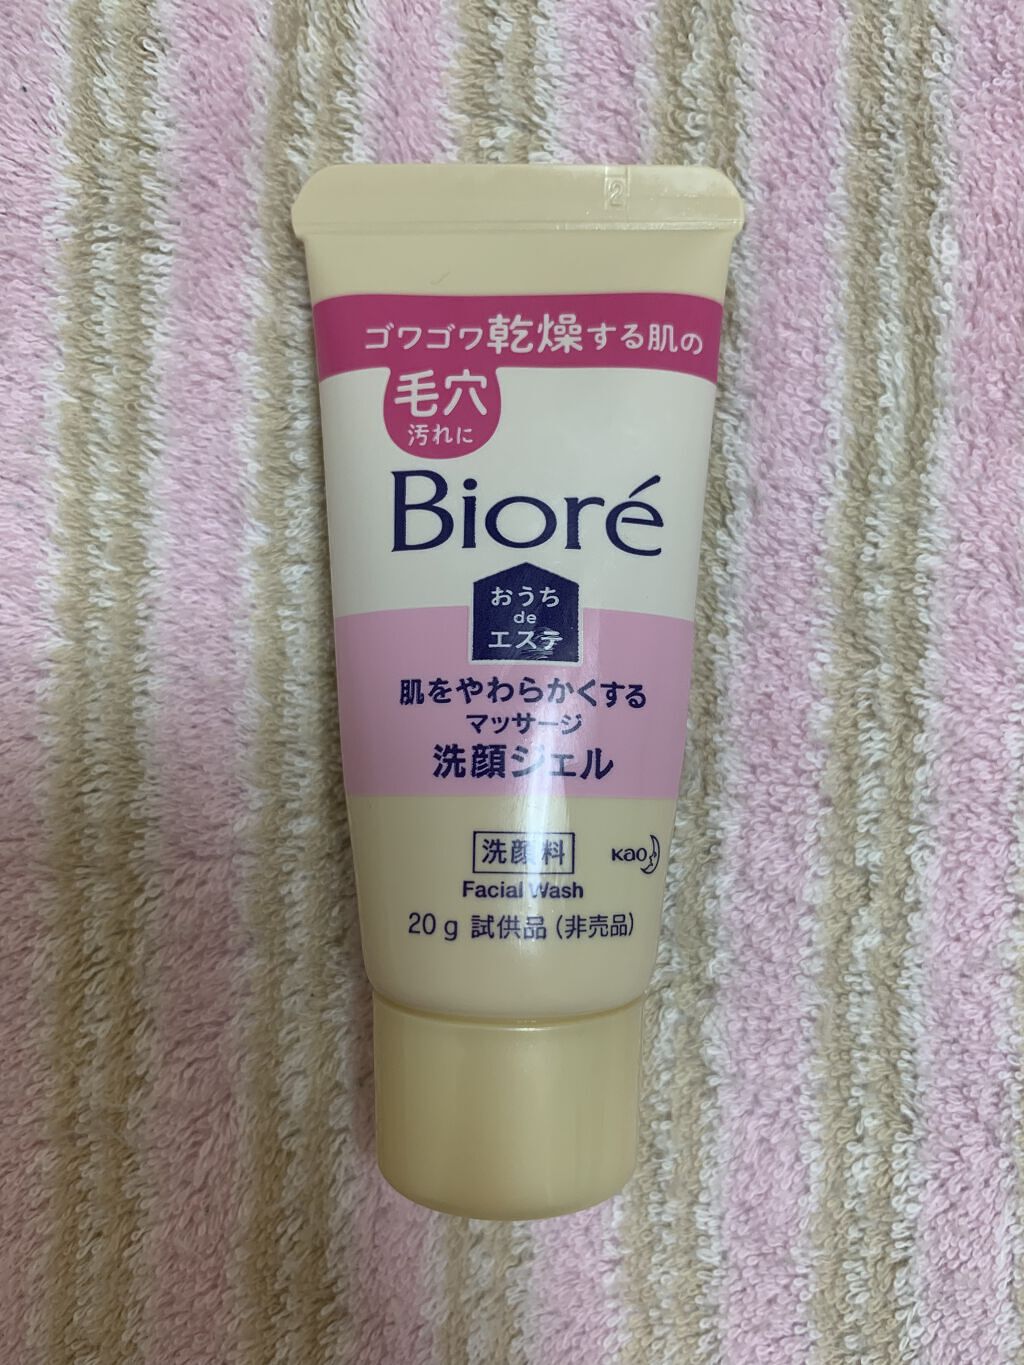 2
ゴワゴワ乾燥する肌の
毛穴
汚れに
Bioré
おうち
de
エステ
肌をやわらかくする
マッサージ
洗顔ジェル
洗顔料
Kao
Facial Wash
20g 試供品(非売品)